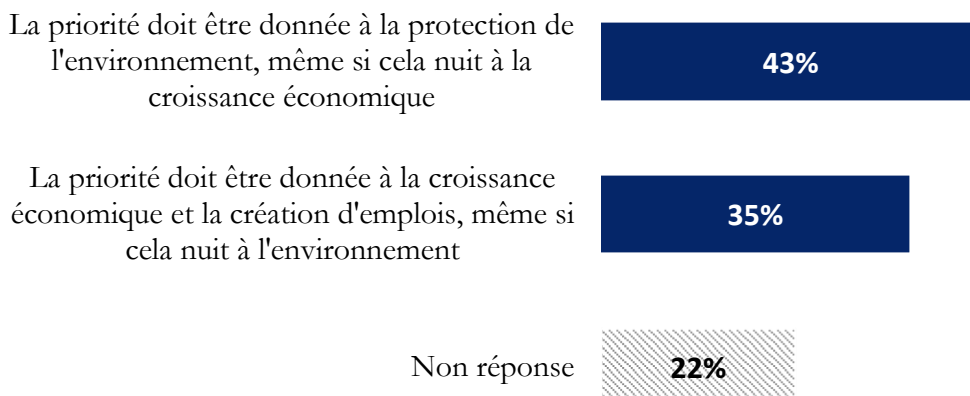 La priorité doit être donnée à la protection de
l'environnement, même si cela nuit à la
croissance économique
43%
La priorité doit être donnée à la croissance
économique et la création d'emplois, même si
cela nuit à l'environnement
35%
Non réponse
22%